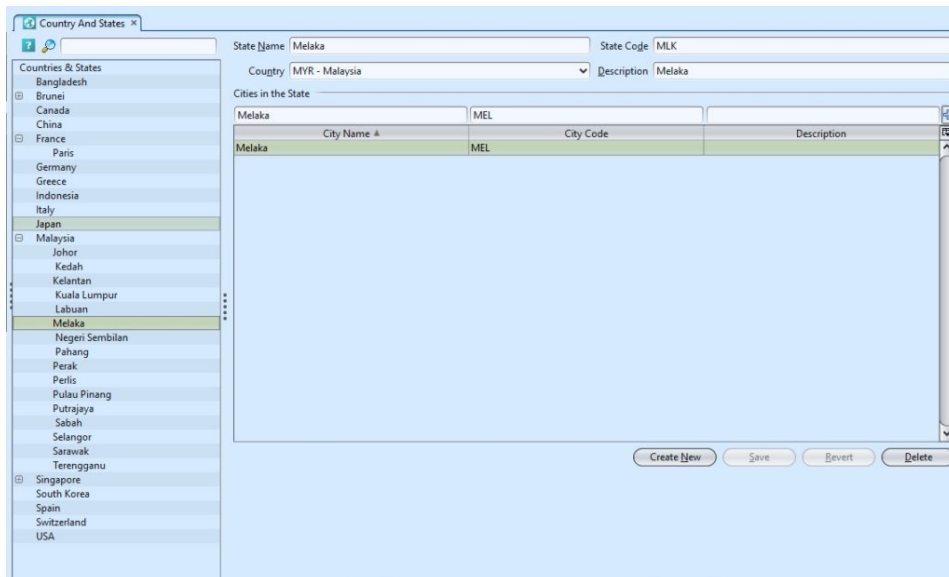 Country And States ×
?
State Name Melaka State Code MLK
Country MYR - Malaysia Description Melaka
Cities in the State
Melaka MEL
City Name City Code Description
Melaka MEL
Countries & States
Bangladesh
Brunei
Canada
China
France
Paris
Germany
Greece
Indonesia
Italy
Japan
Malaysia
Johor
Kedah
Kelantan
Kuala Lumpur
Labuan
Melaka
Negeri Sembilan
Pahang
Perak
Perlis
Pulau Pinang
Putrajaya
Sabah
Selangor
Sarawak
Terengganu
Singapore
South Korea
Spain
Switzerland
USA
Create New Save Revert Delete